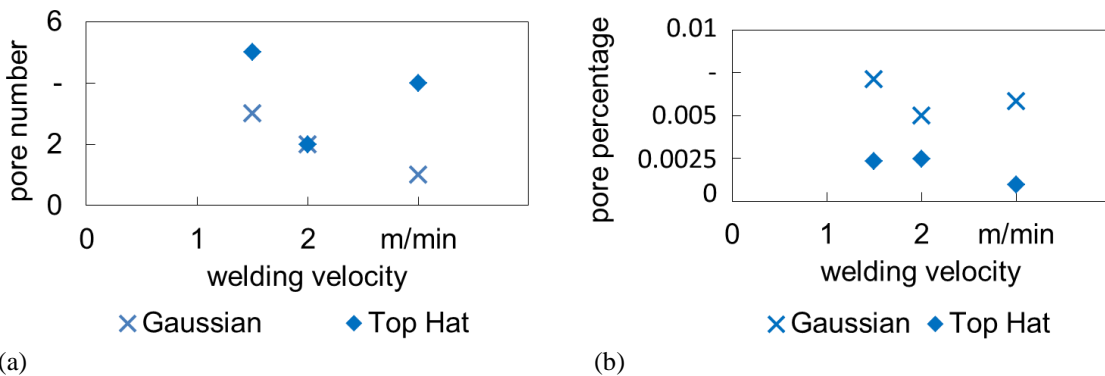 pore number
6
-
2
0
0 1 2 m/min
welding velocity
Gaussian Top Hat
(a)
pore percentage
0.01
-
0.005
0.0025
0
0 1 2 m/min
welding velocity
Gaussian Top Hat
(b)